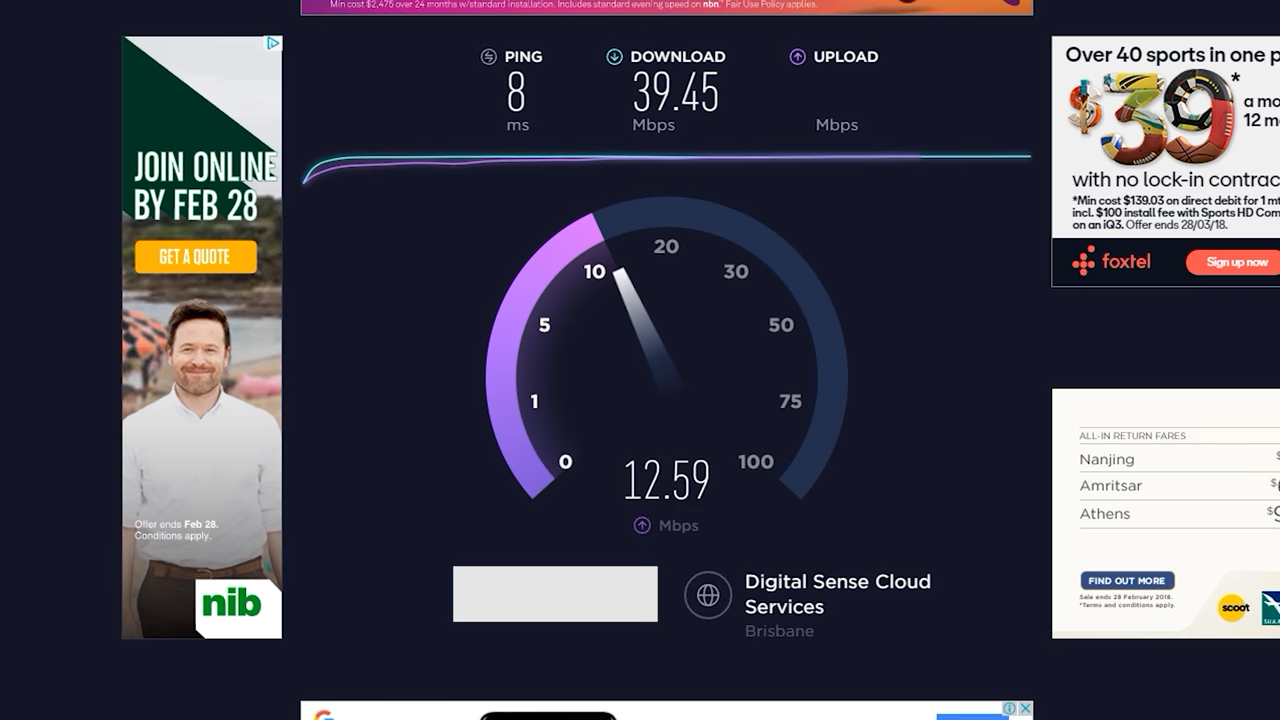 Min cost $2,475 over 24 months w/standard installation. Includes standard evening speed on nbn.™ Fair Use Policy applies.
PING
8
ms
DOWNLOAD
39.45
Mbps
UPLOAD
Mbps
0
1
5
10
20
30
50
75
100
12.59
Mbps
Digital Sense Cloud
Services
Brisbane
JOIN ONLINE
BY FEB 28
GET A QUOTE
Offer ends Feb 28.
Conditions apply.
nib
Over 40 sports in one p
$39*
a mo
12 m
with no lock-in contrac
*Min cost $139.03 on direct debit for 1 mt
incl. $100 install fee with Sports HD Com
on an iQ3. Offer ends 28/03/18.
foxtel
Sign up now
ALL-IN RETURN FARES
Nanjing $
Amritsar $
Athens $
FIND OUT MORE
Sale ends 28 February 2018.
*Terms and conditions apply.
scoot